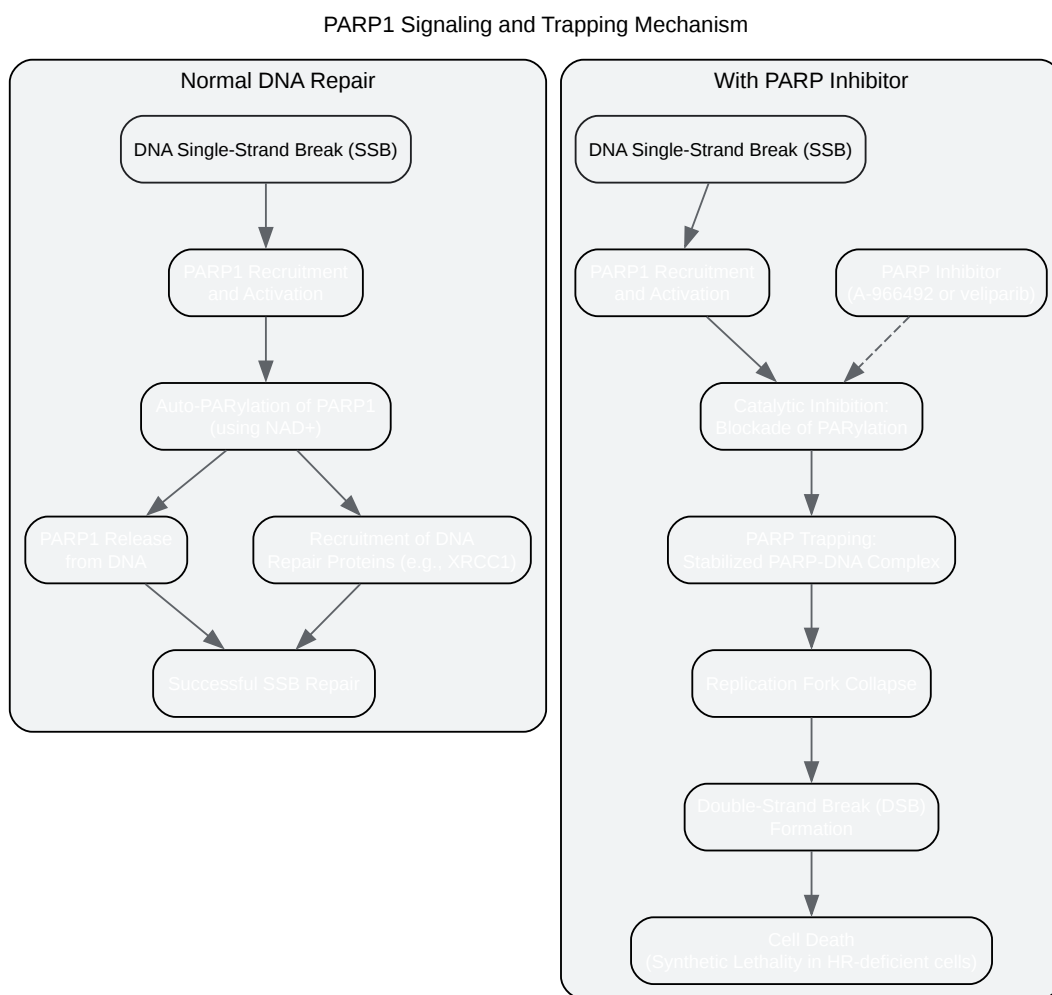 PARP1 Signaling and Trapping Mechanism
Normal DNA Repair
DNA Single-Strand Break (SSB)
PARP1 Recruitment
and Activation
Auto-PARylation of PARP1
(using NAD+)
PARP1 Release
from DNA
Recruitment of DNA
Repair Proteins (e.g., XRCC1)
Successful SSB Repair
With PARP Inhibitor
DNA Single-Strand Break (SSB)
PARP1 Recruitment
and Activation
PARP Inhibitor
(A-966492 or veliparib)
Catalytic Inhibition:
Blockade of PARylation
PARP Trapping:
Stabilized PARP-DNA Complex
Replication Fork Collapse
Double-Strand Break (DSB)
Formation
Cell Death
(Synthetic Lethality in HR-deficient cells)